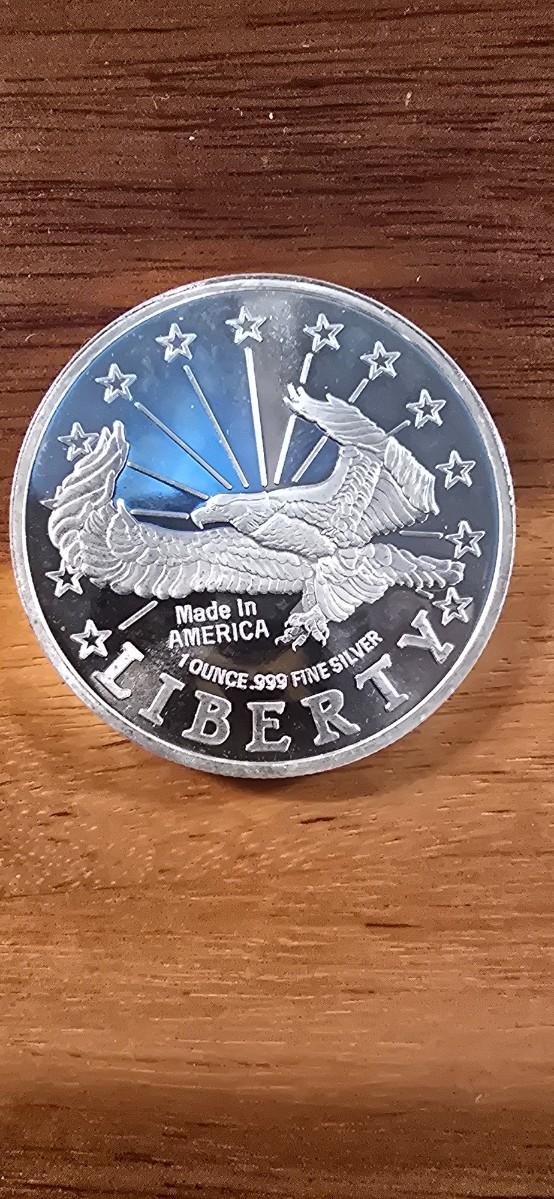 Made In
AMERICA
1 OUNCE .999 FINE SILVER
LIBERTY